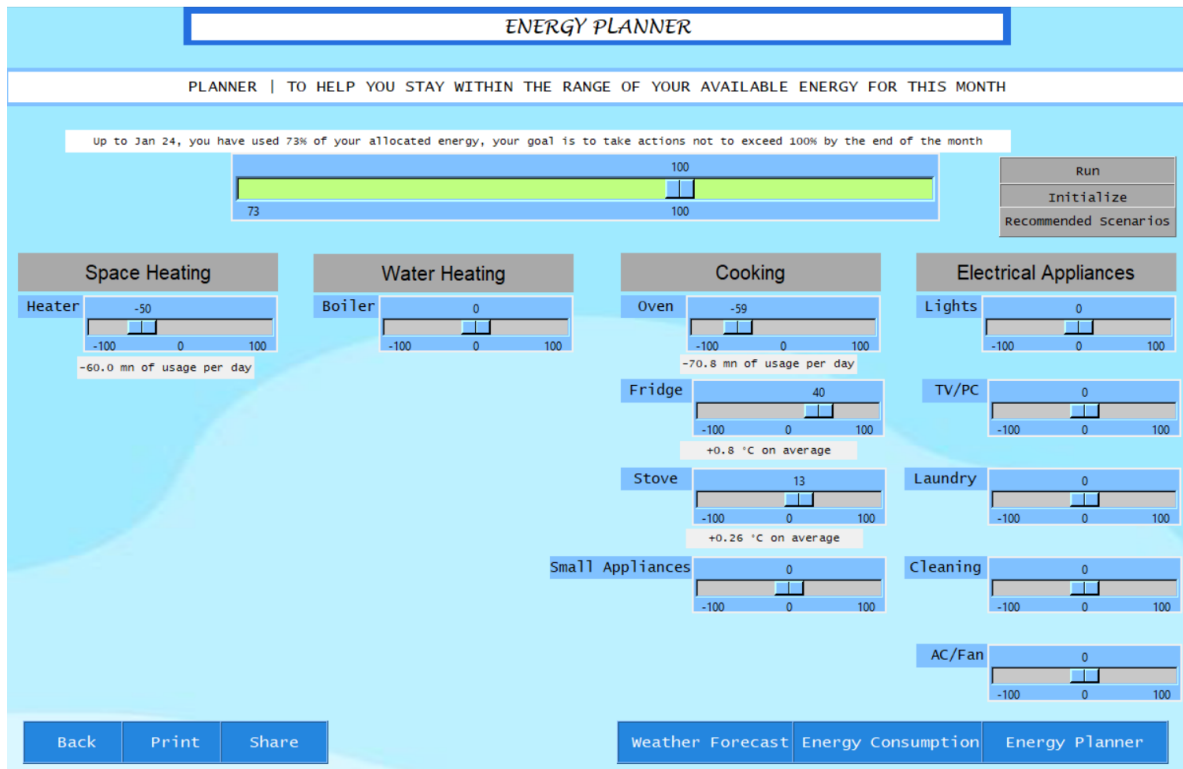 ENERGY PLANNER
PLANNER | TO HELP YOU STAY WITHIN THE RANGE OF YOUR AVAILABLE ENERGY FOR THIS MONTH
Up to Jan 24, you have used 73% of your allocated energy, your goal is to take actions not to exceed 100% by the end of the month
100
73 100
Run
Initialize
Recommended Scenarios
Space Heating
Heater
-50
-100 0 100
-60.0 mn of usage per day
Water Heating
Boiler
0
-100 0 100
Cooking
Oven
-59
-100 0 100
-70.8 mn of usage per day
Fridge
40
-100 0 100
+0.8 °C on average
Stove
13
-100 0 100
+0.26 °C on average
Small Appliances
0
-100 0 100
Electrical Appliances
Lights
0
-100 0 100
TV/PC
0
-100 0 100
Laundry
0
-100 0 100
Cleaning
0
-100 0 100
AC/Fan
0
-100 0 100
Back Print Share
Weather Forecast Energy Consumption Energy Planner